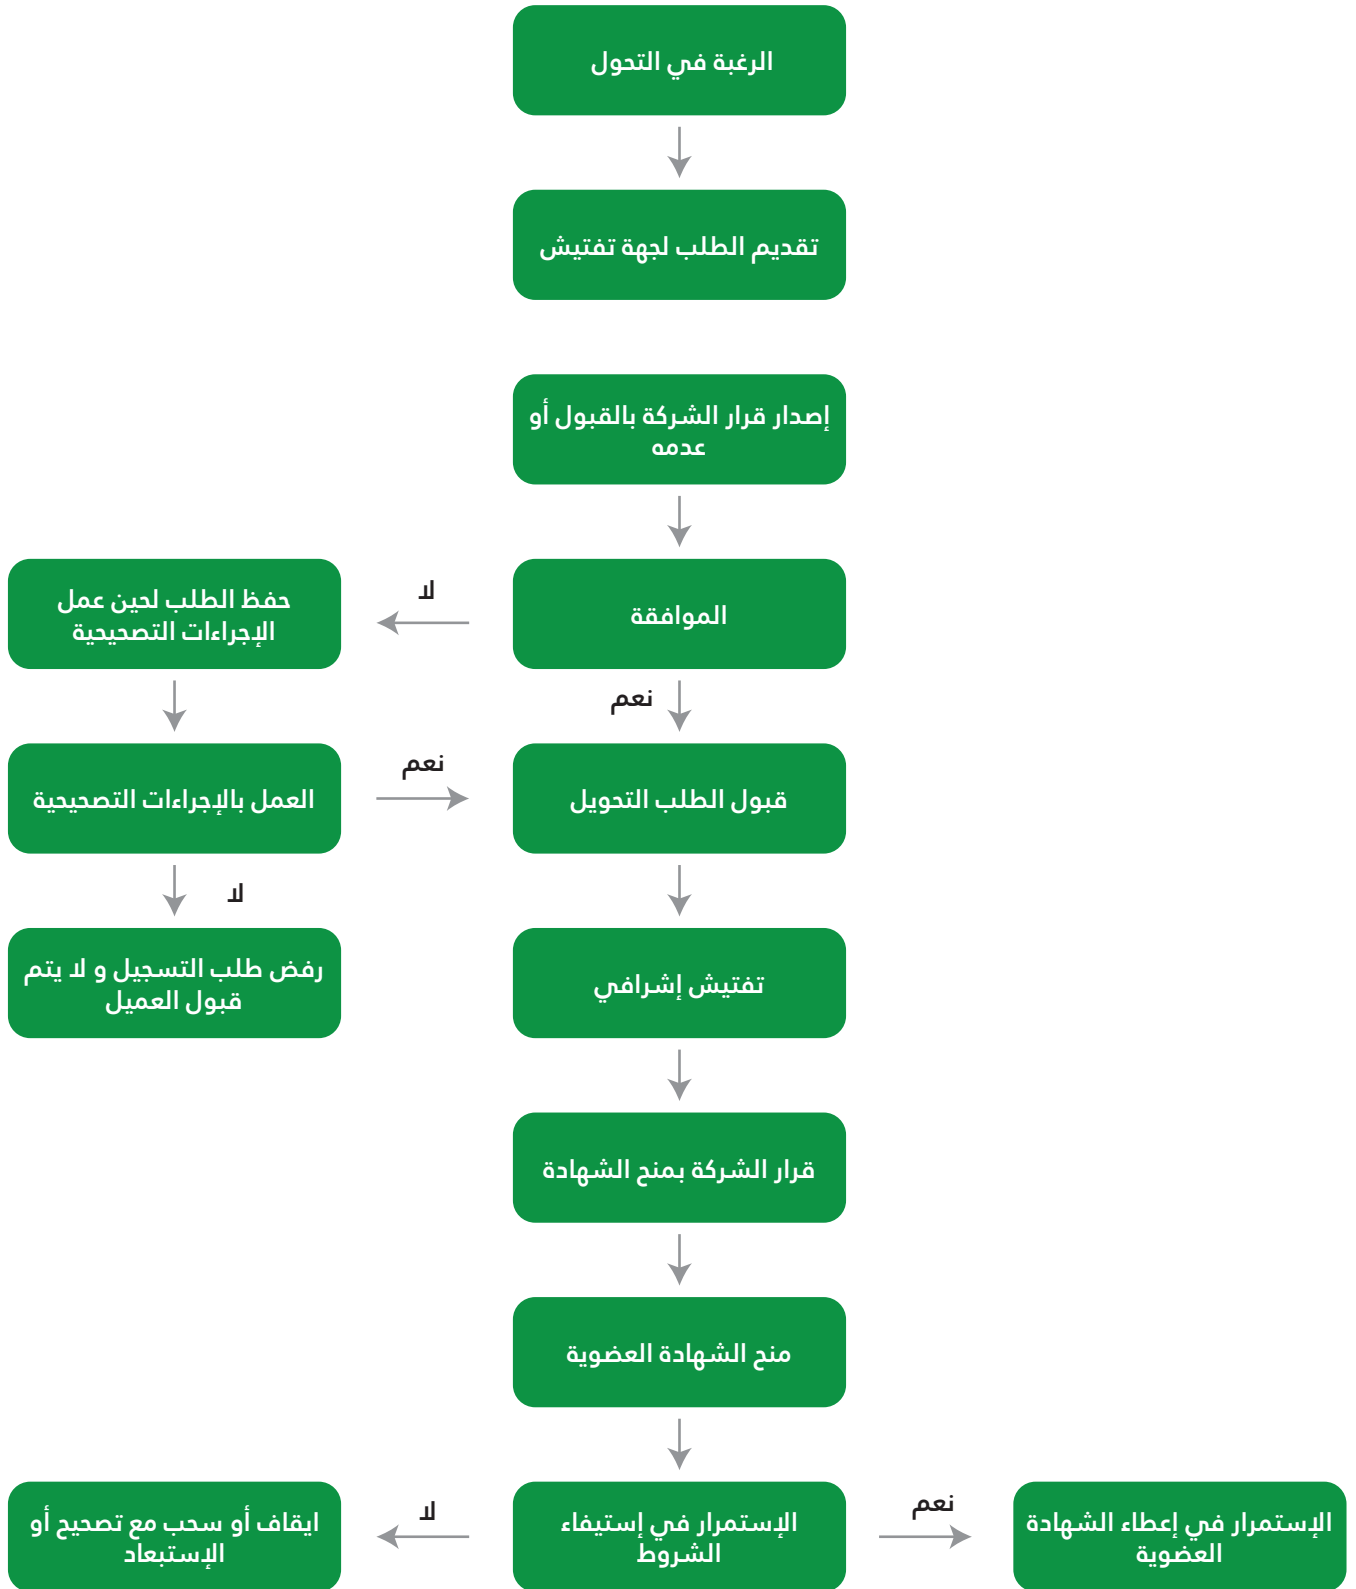 الرغبة في التحول
تقديم الطلب لجهة تفتيش
إصدار قرار الشركة بالقبول أو
عدمه
الموافقة
لا
حفظ الطلب لحين عمل
الإجراءات التصحيحية
نعم
قبول الطلب التحويل
نعم
العمل بالإجراءات التصحيحية
لا
تفتيش إشرافي
رفض طلب التسجيل و لا يتم
قبول العميل
قرار الشركة بمنح الشهادة
منح الشهادة العضوية
الإستمرار في إعطاء الشهادة
العضوية
نعم
الإستمرار في إستيفاء
الشروط
لا
ايقاف أو سحب مع تصحيح أو
الإستبعاد